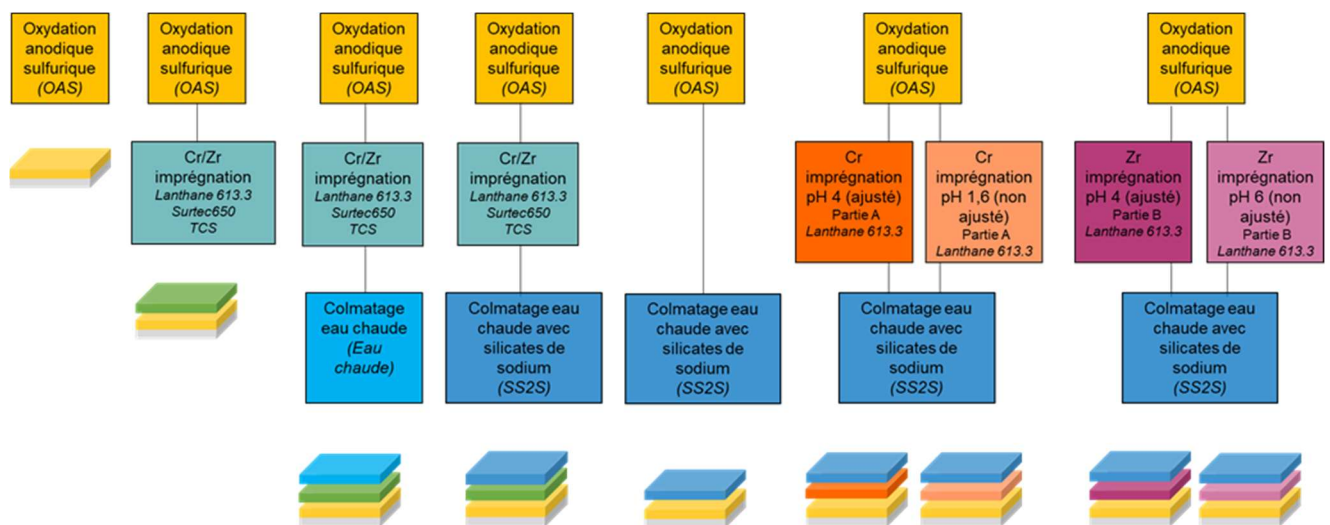 Oxydation
anodique
sulfurique
(OAS)
Oxydation
anodique
sulfurique
(OAS)
Oxydation
anodique
sulfurique
(OAS)
Oxydation
anodique
sulfurique
(OAS)
Oxydation
anodique
sulfurique
(OAS)
Oxydation
anodique
sulfurique
(OAS)
Oxydation
anodique
sulfurique
(OAS)
Cr/Zr
imprégnation
Lanthane 613.3
Surtec650
TCS
Cr/Zr
imprégnation
Lanthane 613.3
Surtec650
TCS
Cr/Zr
imprégnation
Lanthane 613.3
Surtec650
TCS
Cr
imprégnation
pH 4 (ajusté)
Partie A
Lanthane 613.3
Cr
imprégnation
pH 1,6 (non
ajusté)
Partie A
Lanthane 613.3
Zr
imprégnation
pH 4 (ajusté)
Partie B
Lanthane 613.3
Zr
imprégnation
pH 6 (non
ajusté)
Partie B
Lanthane 613.3
Colmatage
eau chaude
(Eau
chaude)
Colmatage eau
chaude avec
silicates de
sodium
(SS2S)
Colmatage eau
chaude avec
silicates de
sodium
(SS2S)
Colmatage eau
chaude avec
silicates de
sodium
(SS2S)
Colmatage eau
chaude avec
silicates de
sodium
(SS2S)